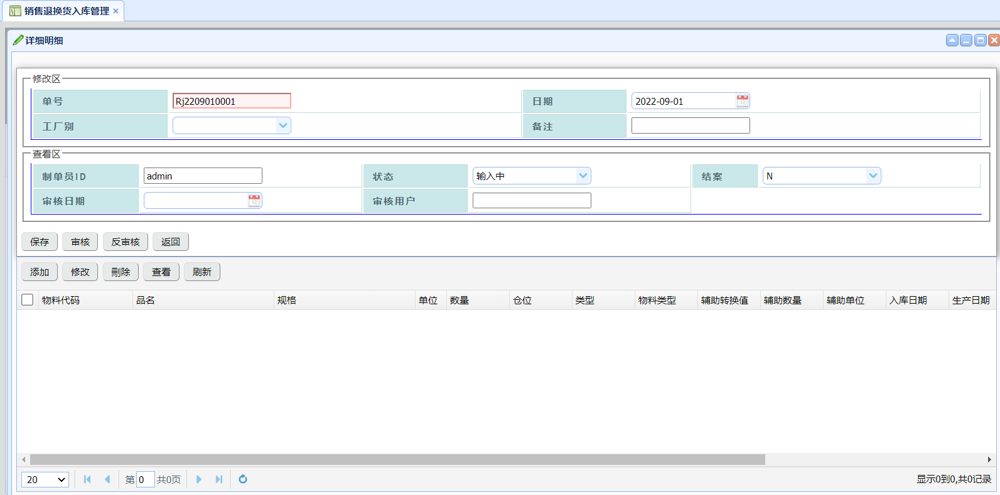 销售退换货入库管理
详细明细
修改区
单号 Rj2209010001 日期 2022-09-01
工厂别 备注
查看区
制单员ID admin 状态 输入中 结案 N
审核日期 审核用户
保存 审核 反审核 返回
添加 修改 刪除 查看 刷新
物料代码 品名 规格 单位 数量 仓位 类型 物料类型 辅助转换值 辅助数量 辅助单位 入库日期 生产日期
20 第 0 共0页 显示0到0,共0记录